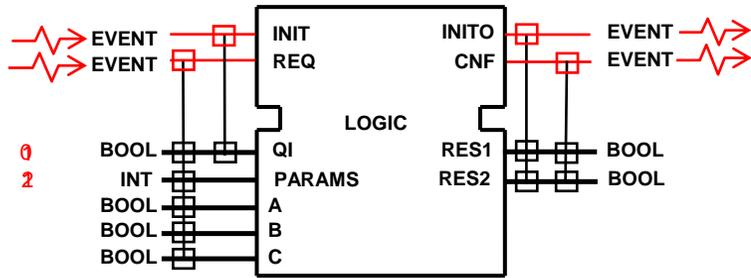 EVENT INIT INITO EVENT
EVENT REQ CNF EVENT
LOGIC
BOOL QI RES1 BOOL
INT PARAMS RES2 BOOL
BOOL A
BOOL B
BOOL C